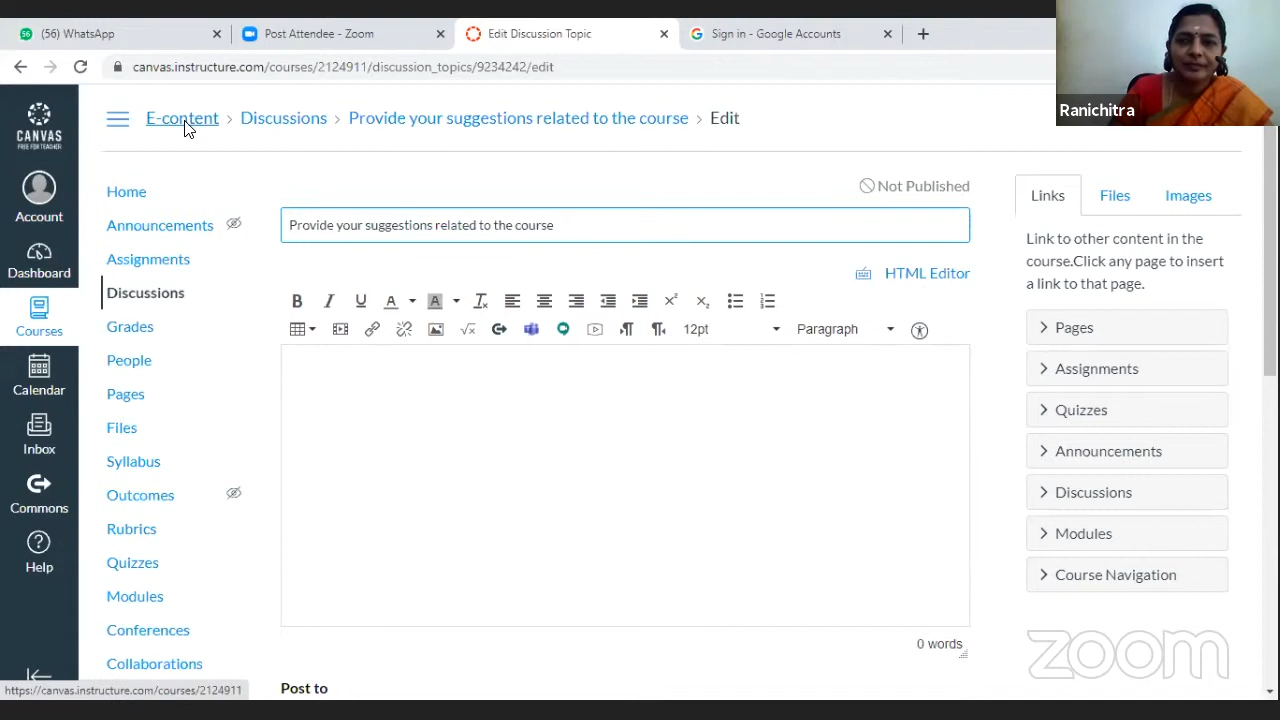 (56) WhatsApp
Post Attendee - Zoom
Edit Discussion Topic
Sign in - Google Accounts
canvas.instructure.com/courses/2124911/discussion_topics/9234242/edit
Ranichitra
CANVAS
FREE FOR TEACHER
Account
Dashboard
Courses
Calendar
Inbox
Commons
Help
E-content > Discussions > Provide your suggestions related to the course > Edit
Home
Announcements
Assignments
Discussions
Grades
People
Pages
Files
Syllabus
Outcomes
Rubrics
Quizzes
Modules
Conferences
Collaborations
Not Published
Provide your suggestions related to the course
HTML Editor
12pt
Paragraph
0 words
Post to
Links
Files
Images
Link to other content in the
course.Click any page to insert
a link to that page.
Pages
Assignments
Quizzes
Announcements
Discussions
Modules
Course Navigation
zoom
https://canvas.instructure.com/courses/2124911